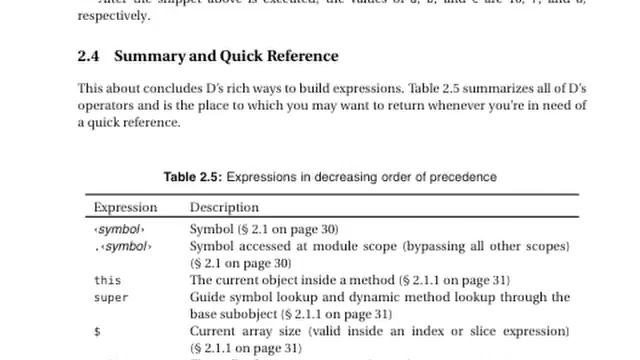 respectively.
2.4 Summary and Quick Reference
This about concludes D's rich ways to build expressions. Table 2.5 summarizes all of D's
operators and is the place to which you may want to return whenever you're in need of
a quick reference.
Table 2.5: Expressions in decreasing order of precedence
Expression Description
‹symbol› Symbol (§ 2.1 on page 30)
.‹symbol› Symbol accessed at module scope (bypassing all other scopes)
(§ 2.1 on page 30)
this The current object inside a method (§ 2.1.1 on page 31)
super Guide symbol lookup and dynamic method lookup through the
base subobject (§ 2.1.1 on page 31)
$ Current array size (valid inside an index or slice expression)
(§ 2.1.1 on page 31)